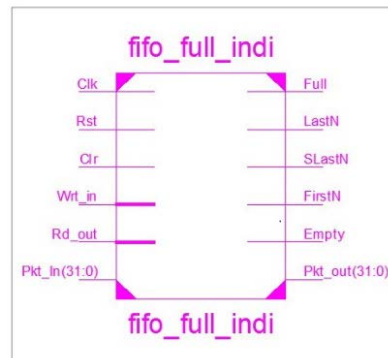 fifo_full_indi
Clk
Full
Rst
LastN
Clr
SLastN
Wrt_in
FirstN
Rd_out
Empty
Pkt_In(31:0)
Pkt_out(31:0)
fifo_full_indi